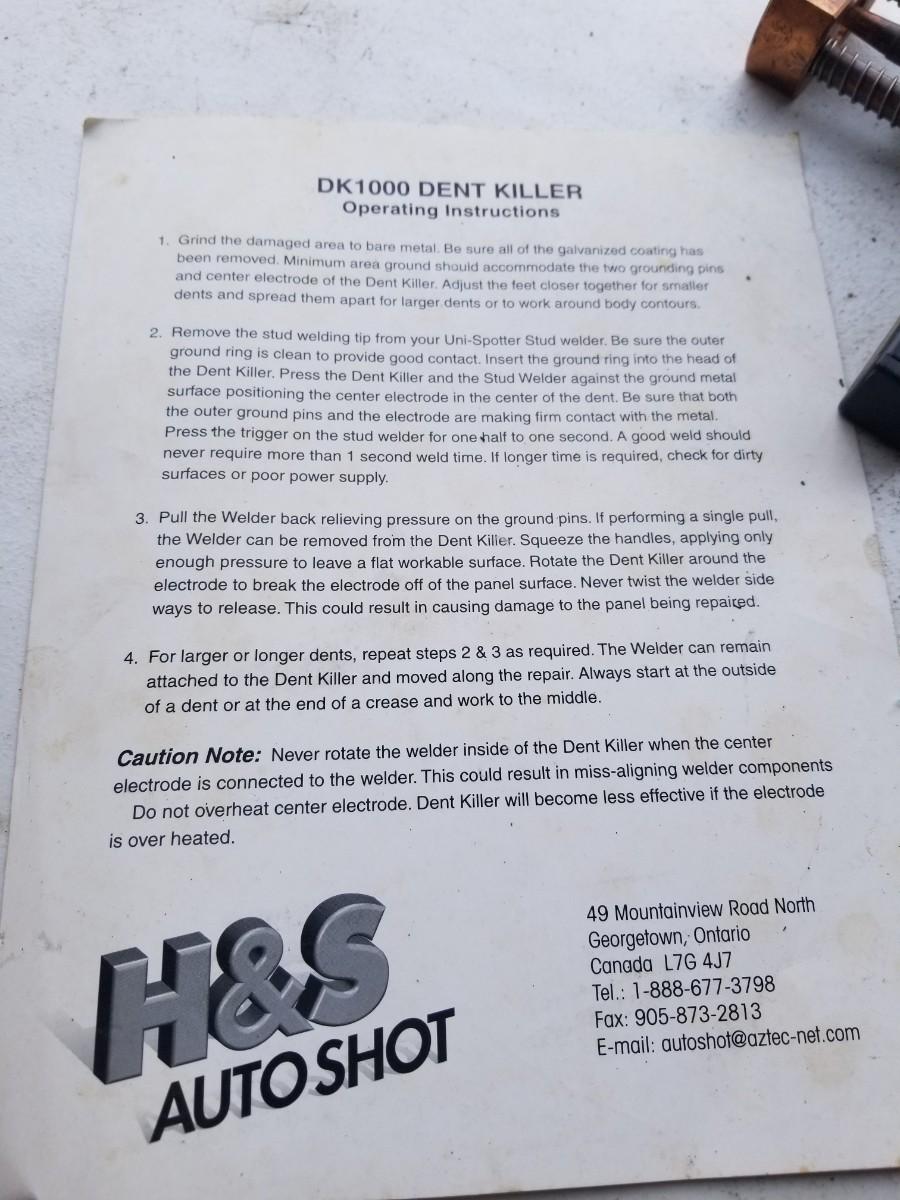 DK1000 DENT KILLER
Operating Instructions
1. Grind the damaged area to bare metal. Be sure all of the galvanized coating has
been removed. Minimum area ground should accommodate the two grounding pins
and center electrode of the Dent Killer. Adjust the feet closer together for smaller
dents and spread them apart for larger dents or to work around body contours.
2. Remove the stud welding tip from your Uni-Spotter Stud welder. Be sure the outer
ground ring is clean to provide good contact. Insert the ground ring into the head of
the Dent Killer. Press the Dent Killer and the Stud Welder against the ground metal
surface positioning the center electrode in the center of the dent. Be sure that both
the outer ground pins and the electrode are making firm contact with the metal.
Press the trigger on the stud welder for one half to one second. A good weld should
never require more than 1 second weld time. If longer time is required, check for dirty
surfaces or poor power supply.
3. Pull the Welder back relieving pressure on the ground pins. If performing a single pull,
the Welder can be removed from the Dent Killer. Squeeze the handles, applying only
enough pressure to leave a flat workable surface. Rotate the Dent Killer around the
electrode to break the electrode off of the panel surface. Never twist the welder side
ways to release. This could result in causing damage to the panel being repaired.
4. For larger or longer dents, repeat steps 2 & 3 as required. The Welder can remain
attached to the Dent Killer and moved along the repair. Always start at the outside
of a dent or at the end of a crease and work to the middle.
Caution Note: Never rotate the welder inside of the Dent Killer when the center
electrode is connected to the welder. This could result in miss-aligning welder components
Do not overheat center electrode. Dent Killer will become less effective if the electrode
is over heated.
H&S
AUTO SHOT
49 Mountainview Road North
Georgetown, Ontario
Canada L7G 4J7
Tel.: 1-888-677-3798
Fax: 905-873-2813
E-mail: autoshot@aztec-net.com